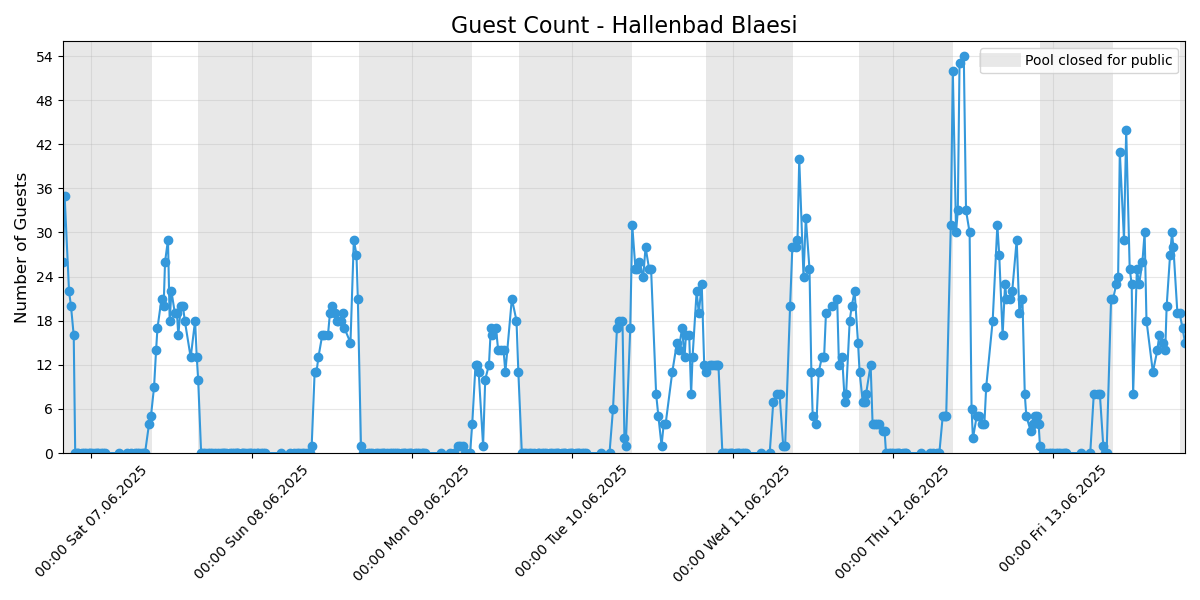 Guest Count - Hallenbad Blaesi
Pool closed for public
Number of Guests
54
48
42
36
30
24
18
12
6
0
00:00 Sat 07.06.2025
00:00 Sun 08.06.2025
00:00 Mon 09.06.2025
00:00 Tue 10.06.2025
00:00 Wed 11.06.2025
00:00 Thu 12.06.2025
00:00 Fri 13.06.2025